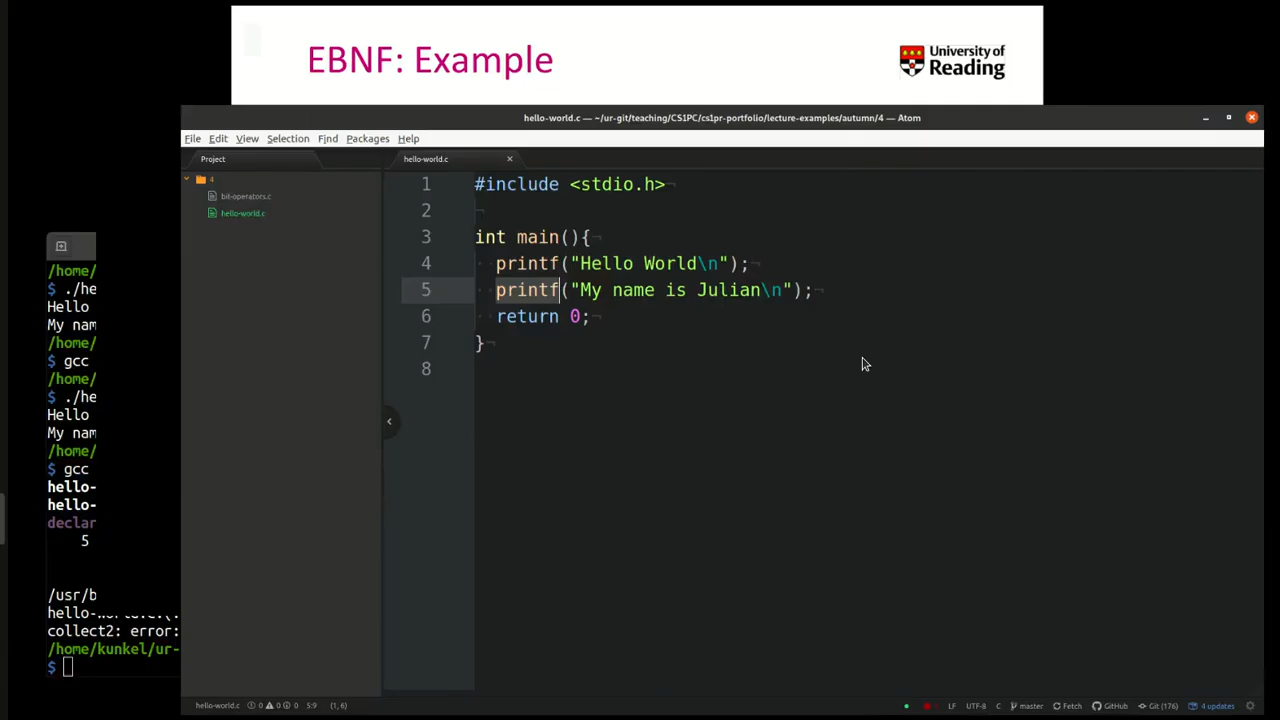 EBNF: Example
University of
Reading
hello-world.c — ~/ur-git/teaching/CS1PC/cs1pr-portfolio/lecture-examples/autumn/4 — Atom
File Edit View Selection Find Packages Help
Project
hello-world.c
4
bit-operators.c
hello-world.c
1 #include <stdio.h>
2
3 int main(){
4 printf("Hello World\n");
5 printf("My name is Julian\n");
6 return 0;
7 }
8
/home/
$ ./he
Hello
My nam
/home/
$ gcc
/home/
$ ./he
Hello
My nam
/home/
$ gcc
hello-
hello-
declar
5
/usr/b
collect2: error:
/home/kunkel/ur-
$
hello-world.c 0 0 0 5:9 (1, 6)
LF UTF-8 C master Fetch GitHub Git (176) 4 updates